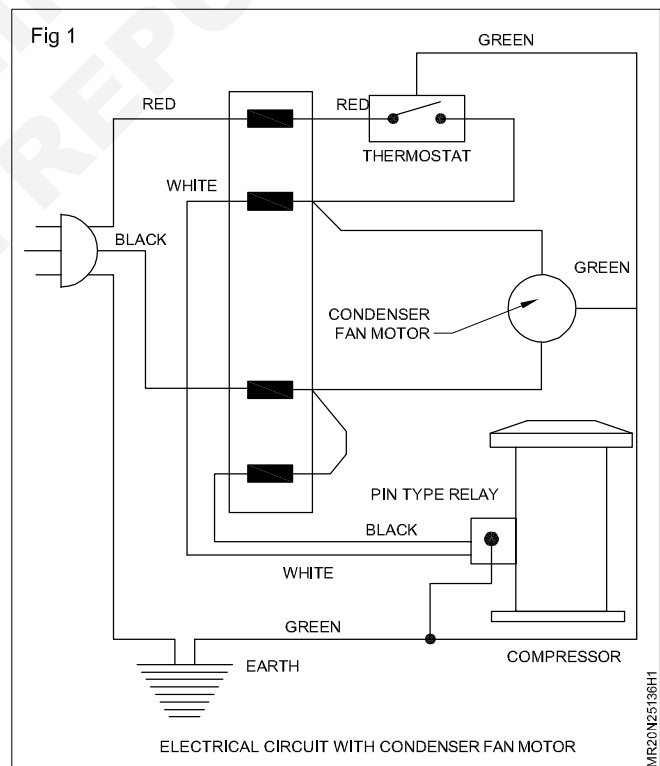 Fig 1
GREEN
RED
RED
THERMOSTAT
WHITE
BLACK
GREEN
CONDENSER
FAN MOTOR
PIN TYPE RELAY
BLACK
WHITE
GREEN
COMPRESSOR
EARTH
MR20N25136H1
ELECTRICAL CIRCUIT WITH CONDENSER FAN MOTOR